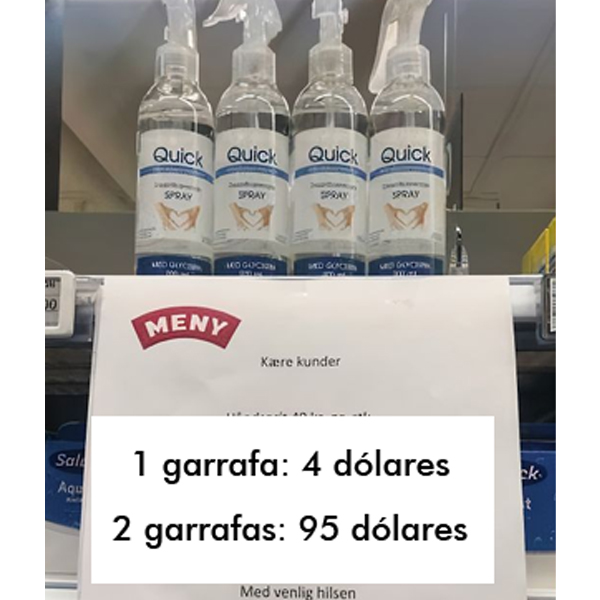 Quick Quick Quick Quick
SPRAY SPRAY SPRAY SPRAY
MED GLYCERIN
MENY
Kære kunder
1 garrafa: 4 dólares
2 garrafas: 95 dólares
Med venlig hilsen